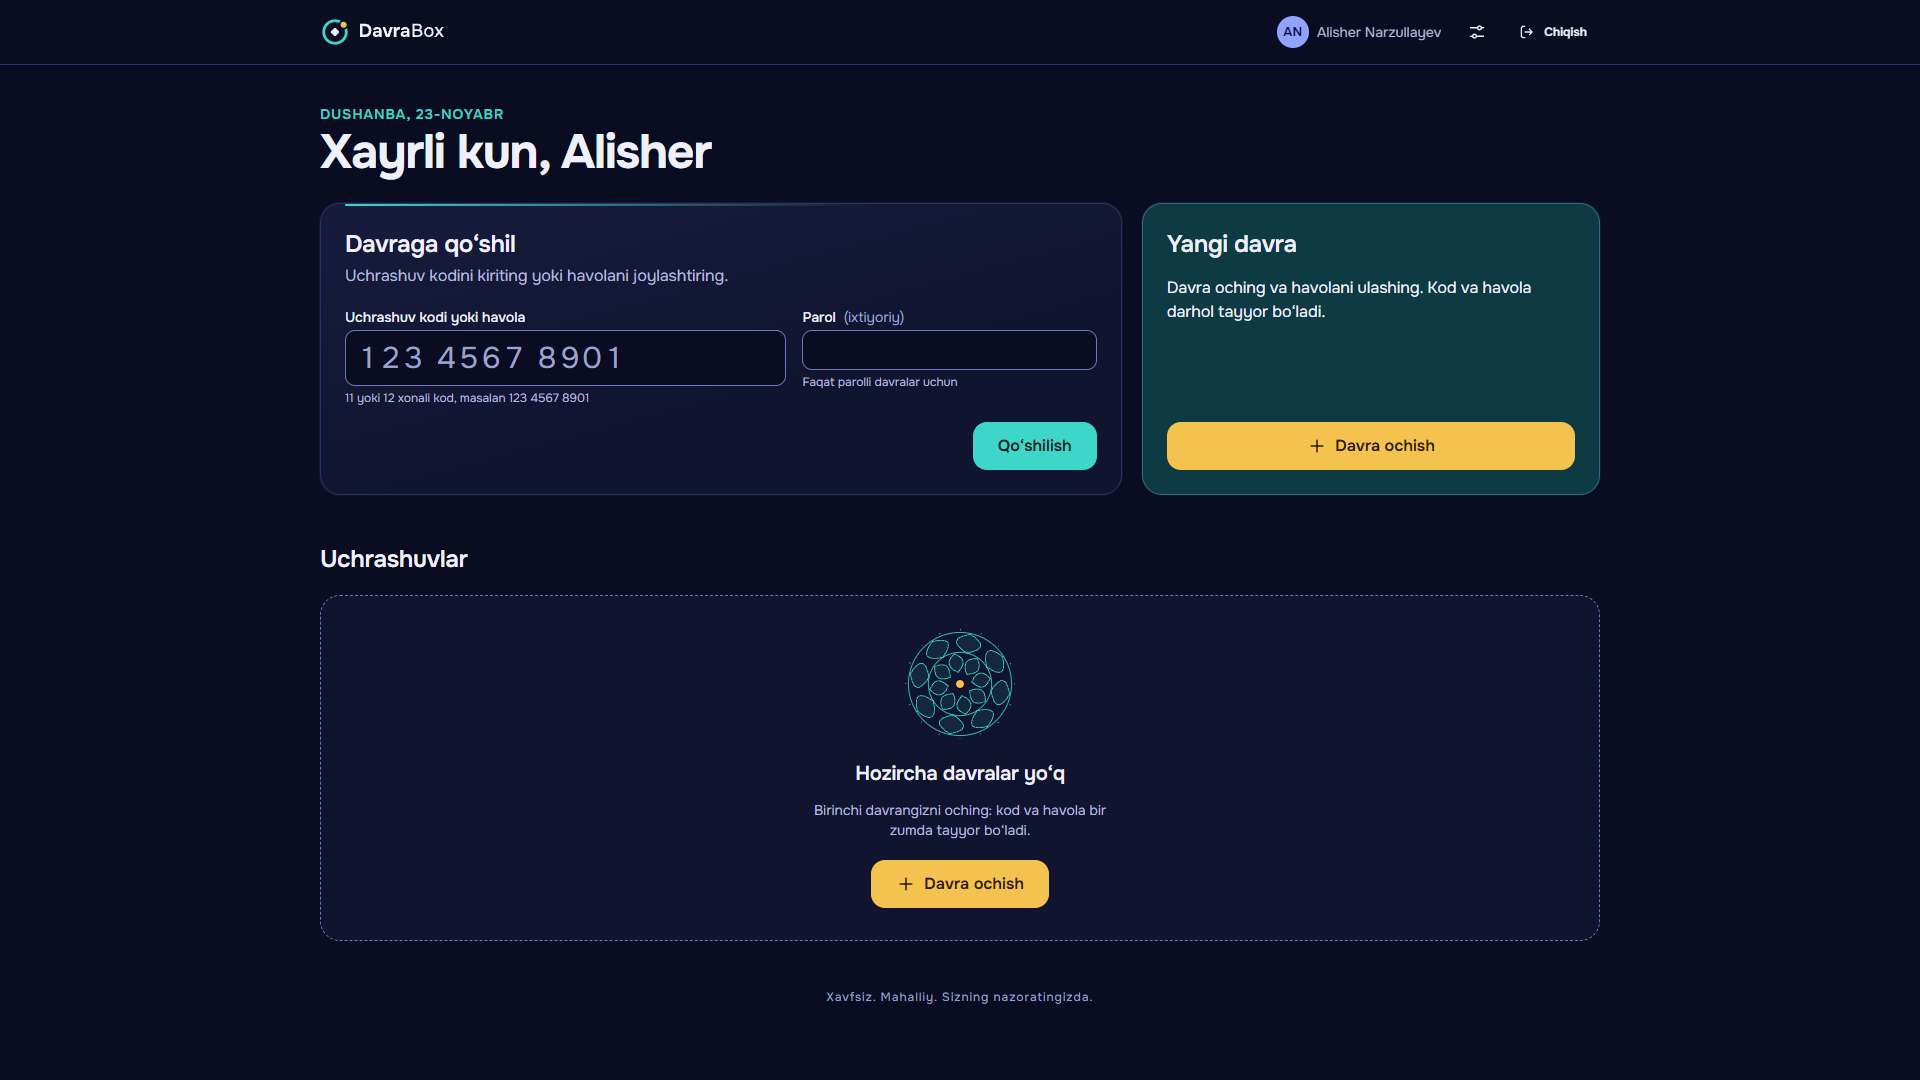 DavraBox
AN Alisher Narzullayev
Chiqish
DUSHANBA, 23-NOYABR
Xayrli kun, Alisher
Davraga qo‘shil
Uchrashuv kodini kiriting yoki havolani joylashtiring.
Uchrashuv kodi yoki havola
123 4567 8901
11 yoki 12 xonali kod, masalan 123 4567 8901
Parol (ixtiyoriy)
Faqat parolli davralar uchun
Qo‘shilish
Yangi davra
Davra oching va havolani ulashing. Kod va havola
darhol tayyor bo‘ladi.
+ Davra ochish
Uchrashuvlar
Hozircha davralar yo‘q
Birinchi davrangizni oching: kod va havola bir
zumda tayyor bo‘ladi.
+ Davra ochish
Xavfsiz. Mahalliy. Sizning nazoratingizda.